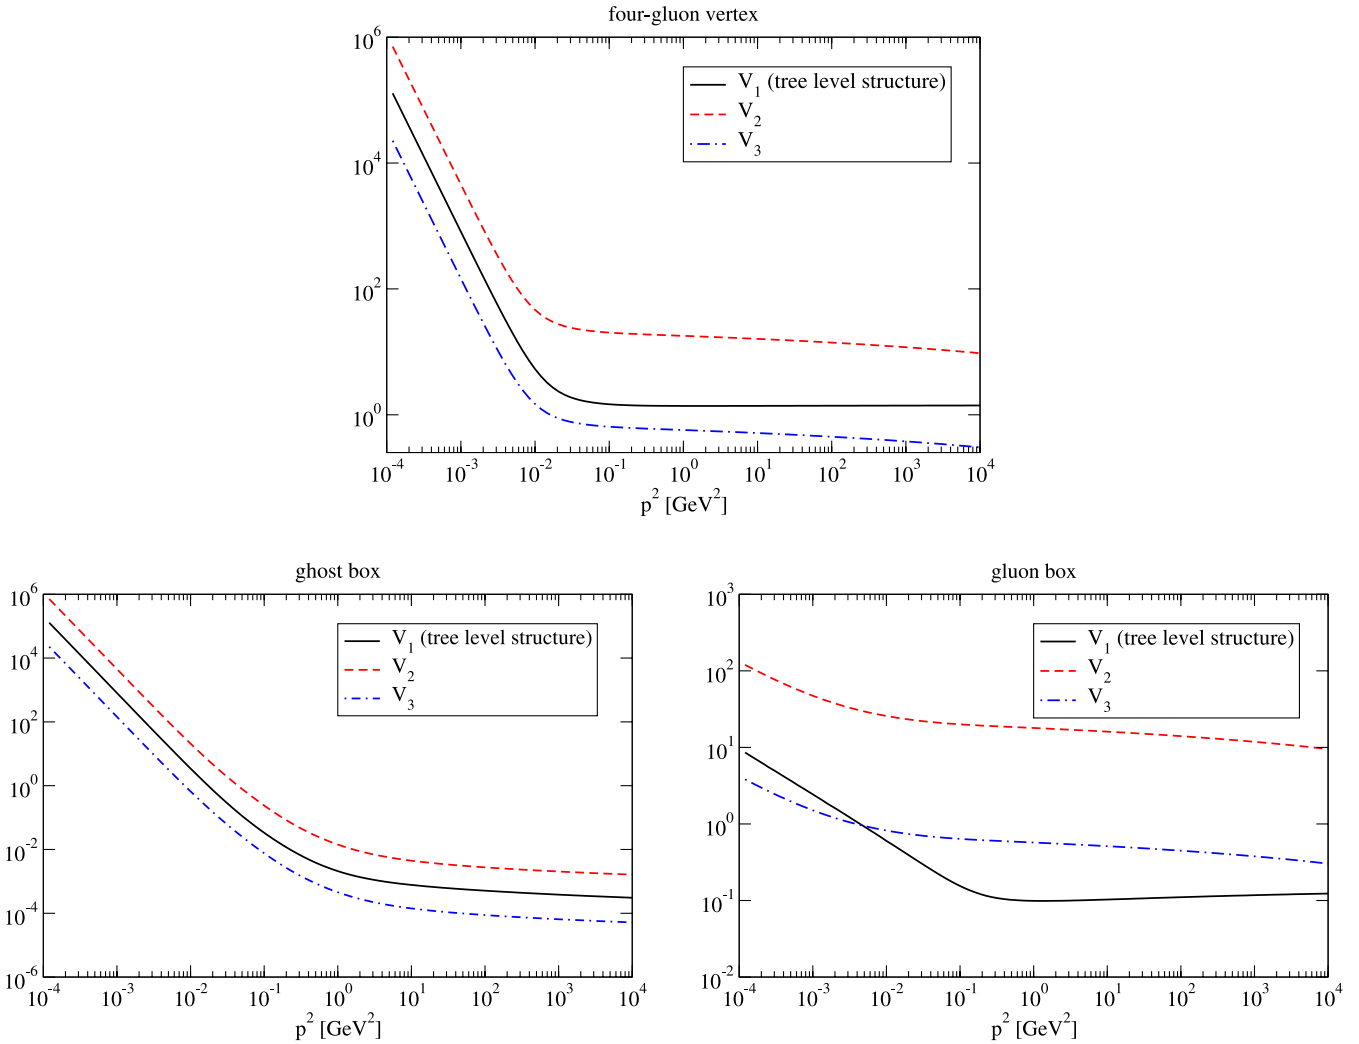 four-gluon vertex
10^6
10^4
10^2
10^0
V_1 (tree level structure)
V_2
V_3
10^-4 10^-3 10^-2 10^-1 10^0 10^1 10^2 10^3 10^4
p^2 [GeV^2]
ghost box
10^6
10^4
10^2
10^0
10^-2
10^-4
10^-6
V_1 (tree level structure)
V_2
V_3
10^-4 10^-3 10^-2 10^-1 10^0 10^1 10^2 10^3 10^4
p^2 [GeV^2]
gluon box
10^3
10^2
10^1
10^0
10^-1
10^-2
V_1 (tree level structure)
V_2
V_3
10^-4 10^-3 10^-2 10^-1 10^0 10^1 10^2 10^3 10^4
p^2 [GeV^2]